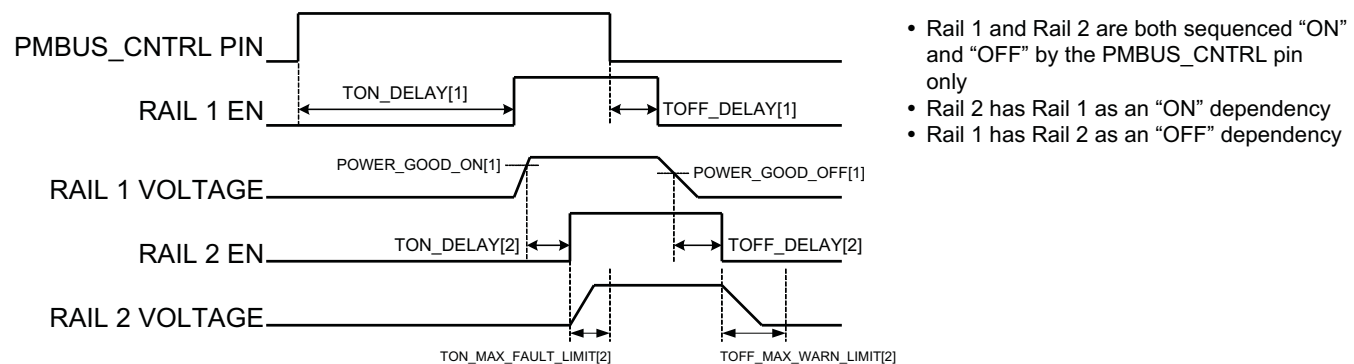 PMBUS_CNTRL PIN
RAIL 1 EN
TON_DELAY[1]
TOFF_DELAY[1]
POWER_GOOD_ON[1]
POWER_GOOD_OFF[1]
RAIL 1 VOLTAGE
TON_DELAY[2]
TOFF_DELAY[2]
RAIL 2 EN
RAIL 2 VOLTAGE
TON_MAX_FAULT_LIMIT[2]
TOFF_MAX_WARN_LIMIT[2]
• Rail 1 and Rail 2 are both sequenced “ON”
and “OFF” by the PMBUS_CNTRL pin
only
• Rail 2 has Rail 1 as an “ON” dependency
• Rail 1 has Rail 2 as an “OFF” dependency